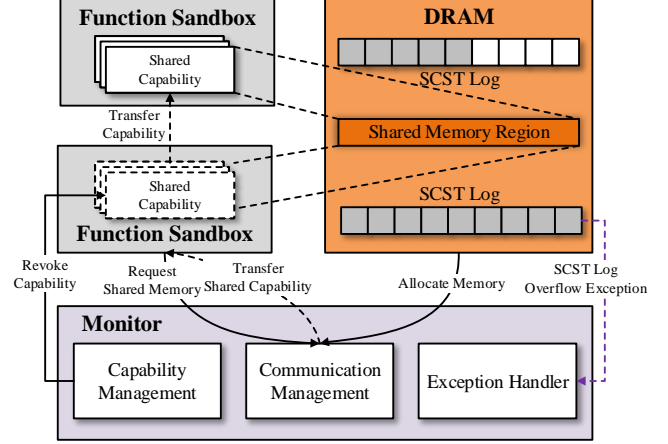 Function Sandbox
DRAM
Shared
Capability
SCST Log
Transfer
Capability
Shared Memory Region
Shared
Capability
SCST Log
Function Sandbox
Revoke
Capability
Request
Shared Memory
Transfer
Shared Capability
Allocate Memory
SCST Log
Overflow Exception
Monitor
Capability
Management
Communication
Management
Exception Handler